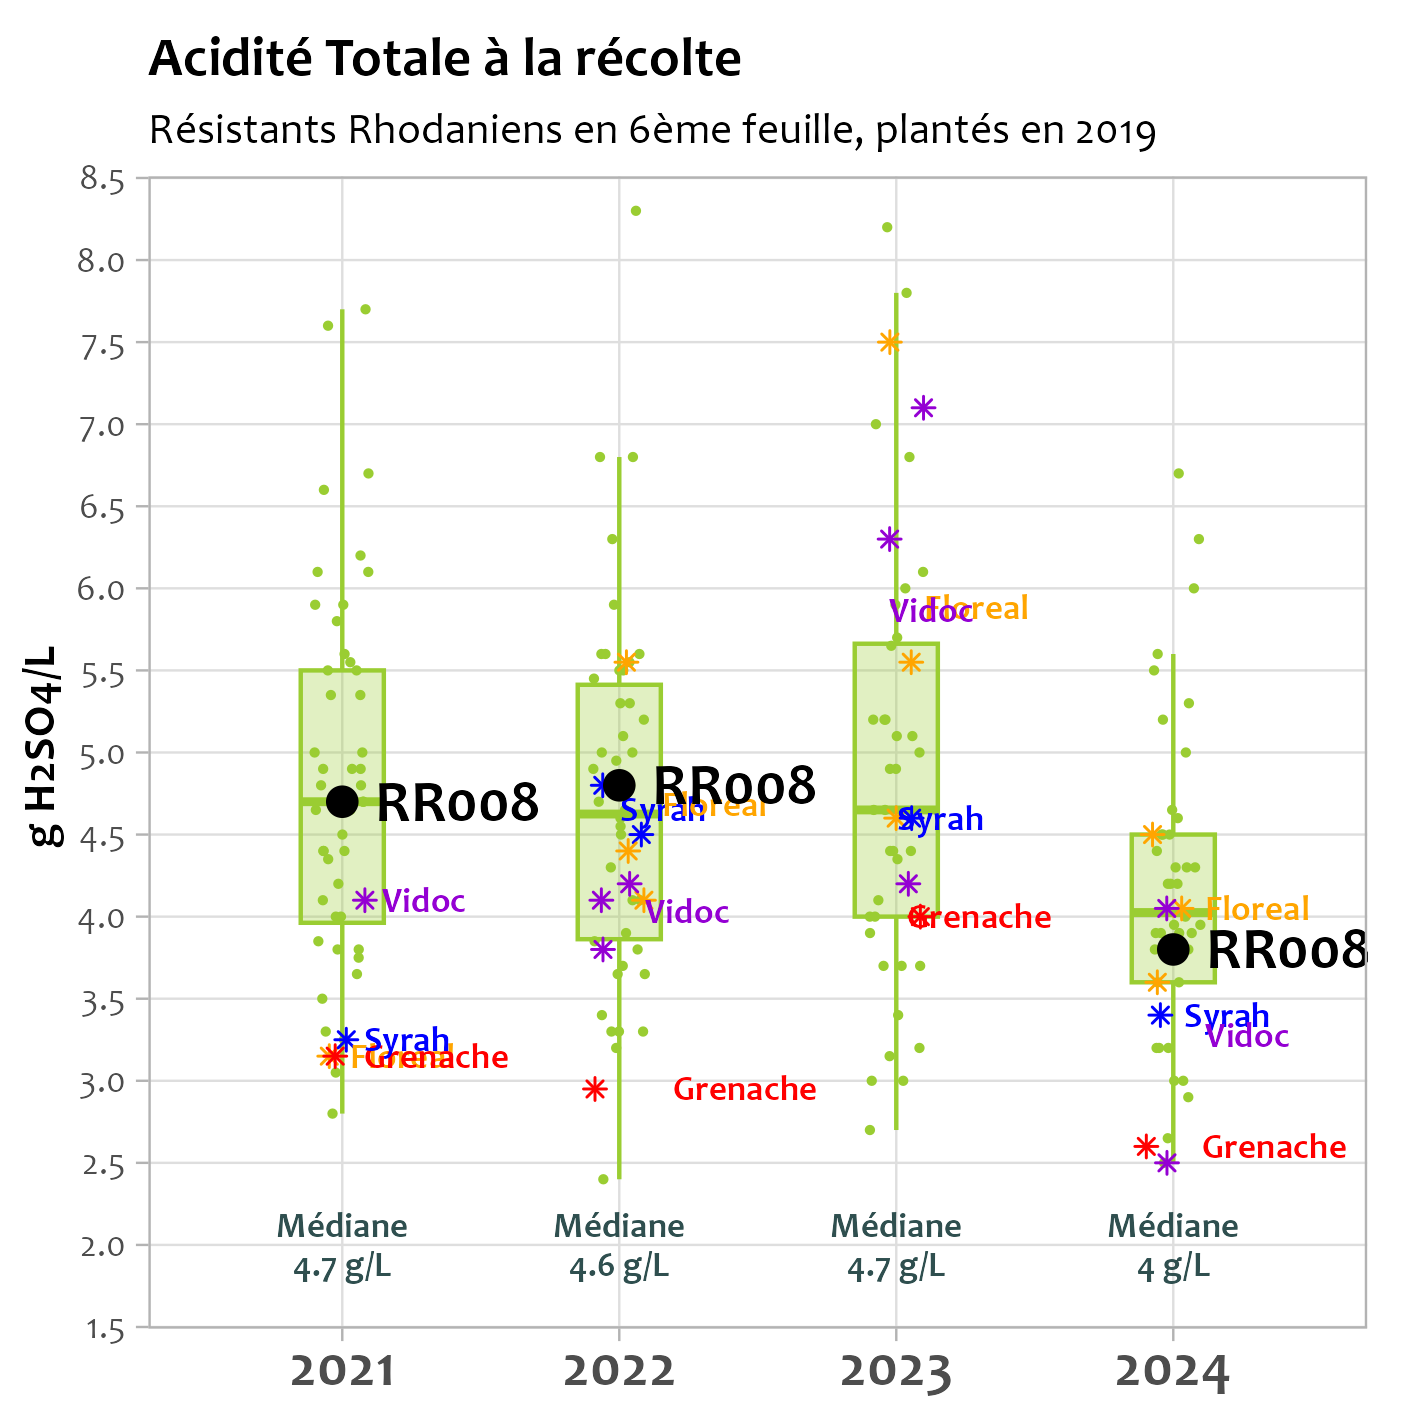 Acidité Totale à la récolte
Résistants Rhodaniens en 6ème feuille, plantés en 2019
g H2SO4/L
8.5
8.0
7.5
7.0
6.5
6.0
5.5
5.0
4.5
4.0
3.5
3.0
2.5
2.0
1.5
RR008
Vidoc
Syrah
Floreal
Grenache
Médiane
4.7 g/L
RR008
Syrah
Floreal
Vidoc
Grenache
Médiane
4.6 g/L
Vidoc
Floreal
Syrah
Grenache
Médiane
4.7 g/L
Floreal
RR008
Syrah
Vidoc
Grenache
Médiane
4 g/L
2021
2022
2023
2024